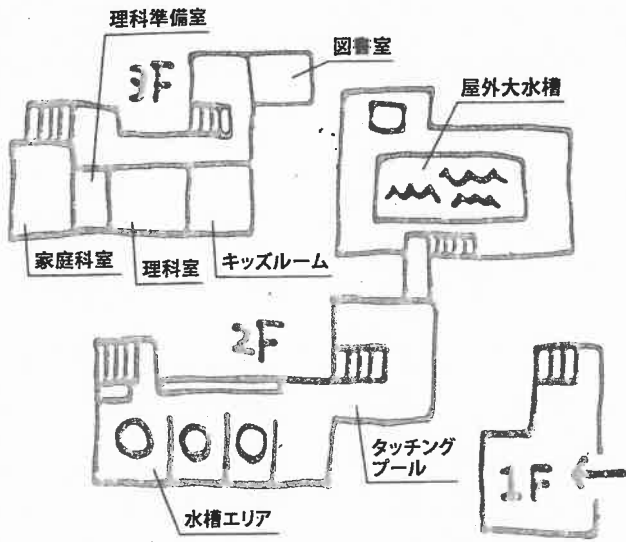 理科準備室
図書室
3F
屋外大水槽
家庭科室
理科室
キッズルーム
2F
タッチング
プール
水槽エリア
1F